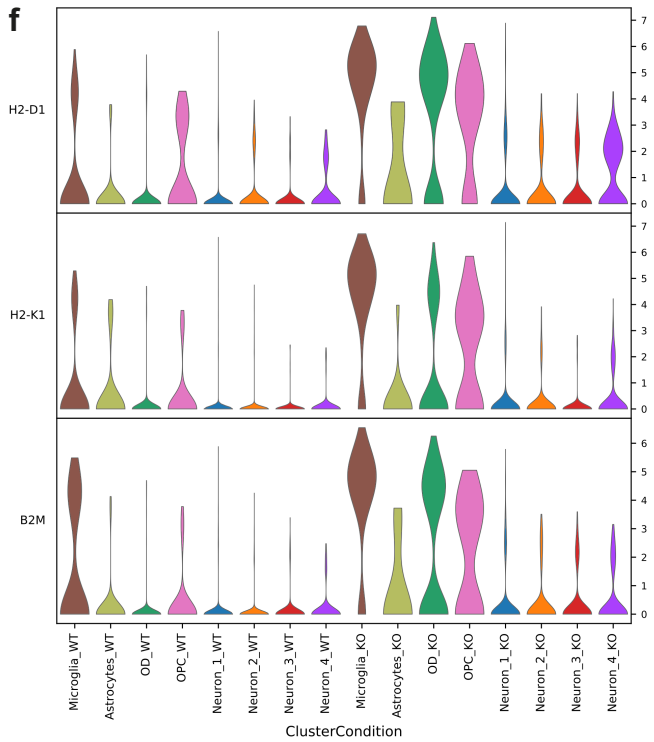 f
H2-D1
7
6
5
4
3
2
1
0
H2-K1
7
6
5
4
3
2
1
0
B2M
6
5
4
3
2
1
0
Microglia_WT
Astrocytes_WT
OD_WT
OPC_WT
Neuron_1_WT
Neuron_2_WT
Neuron_3_WT
Neuron_4_WT
Microglia_KO
Astrocytes_KO
OD_KO
OPC_KO
Neuron_1_KO
Neuron_2_KO
Neuron_3_KO
Neuron_4_KO
ClusterCondition